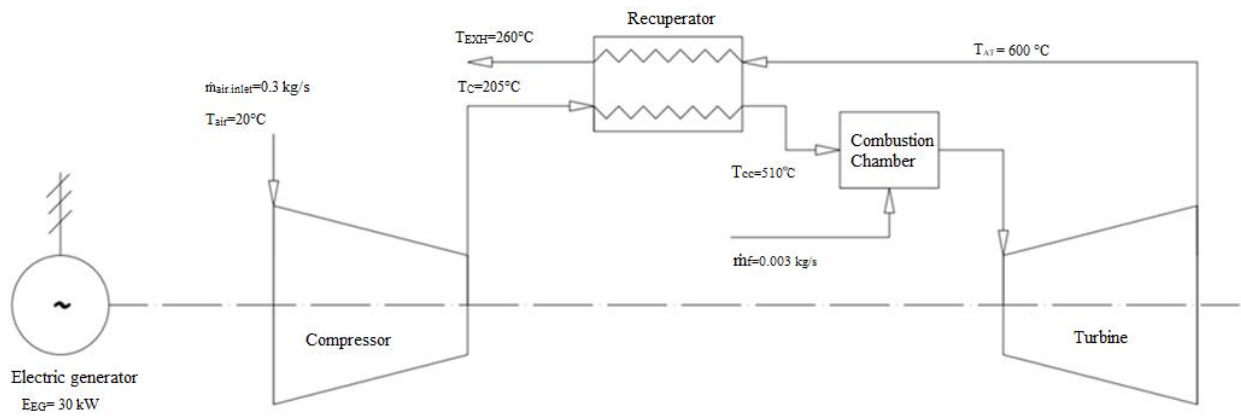 Recuperator
TEXH=260°C
TAT = 600 °C
ṁair.inlet=0.3 kg/s
TC=205°C
Tair=20°C
Combustion
Chamber
Tcc=510°C
ṁf=0.003 kg/s
~
Compressor
Turbine
Electric generator
EEG= 30 kW